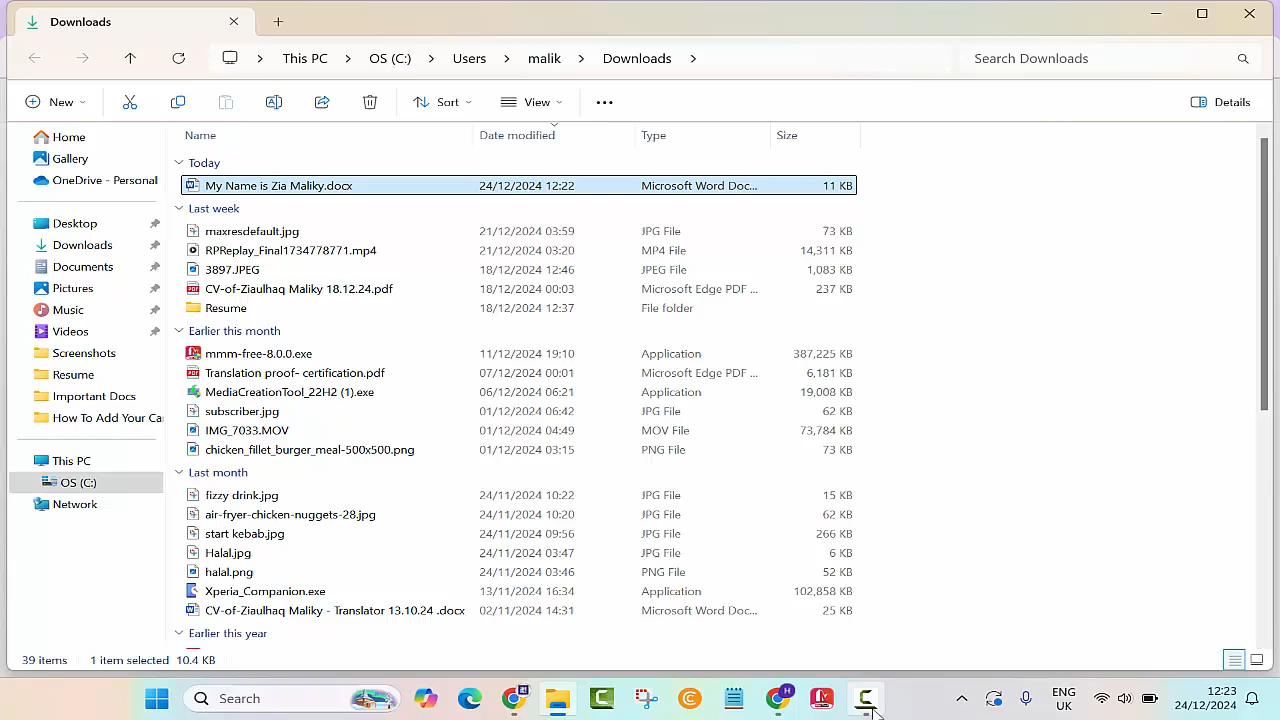 Downloads
This PC OS (C:) Users malik Downloads Search Downloads
New Sort View Details
Name Date modified Type Size
Home
Gallery
OneDrive - Personal
Desktop
Downloads
Documents
Pictures
Music
Videos
Screenshots
Resume
Important Docs
How To Add Your Ca
This PC
OS (C:)
Network
Today
My Name is Zia Maliky.docx 24/12/2024 12:22 Microsoft Word Doc... 11 KB
Last week
maxresdefault.jpg 21/12/2024 03:59 JPG File 73 KB
RPReplay_Final1734778771.mp4 21/12/2024 03:20 MP4 File 14,311 KB
3897.JPEG 18/12/2024 12:46 JPEG File 1,083 KB
CV-of-Ziaulhaq Maliky 18.12.24.pdf 18/12/2024 00:03 Microsoft Edge PDF ... 237 KB
Resume 18/12/2024 12:37 File folder
Earlier this month
mmm-free-8.0.0.exe 11/12/2024 19:10 Application 387,225 KB
Translation proof- certification.pdf 07/12/2024 00:01 Microsoft Edge PDF ... 6,181 KB
MediaCreationTool_22H2 (1).exe 06/12/2024 06:21 Application 19,008 KB
subscriber.jpg 01/12/2024 06:42 JPG File 62 KB
IMG_7033.MOV 01/12/2024 04:49 MOV File 73,784 KB
chicken_fillet_burger_meal-500x500.png 01/12/2024 03:15 PNG File 73 KB
Last month
fizzy drink.jpg 24/11/2024 10:22 JPG File 15 KB
air-fryer-chicken-nuggets-28.jpg 24/11/2024 10:20 JPG File 62 KB
start kebab.jpg 24/11/2024 09:56 JPG File 266 KB
Halal.jpg 24/11/2024 03:47 JPG File 6 KB
halal.png 24/11/2024 03:46 PNG File 52 KB
Xperia_Companion.exe 13/11/2024 16:34 Application 102,858 KB
CV-of-Ziaulhaq Maliky - Translator 13.10.24 .docx 02/11/2024 14:31 Microsoft Word Doc... 25 KB
Earlier this year
39 items 1 item selected 10.4 KB
Search
ENG
UK
12:23
24/12/2024